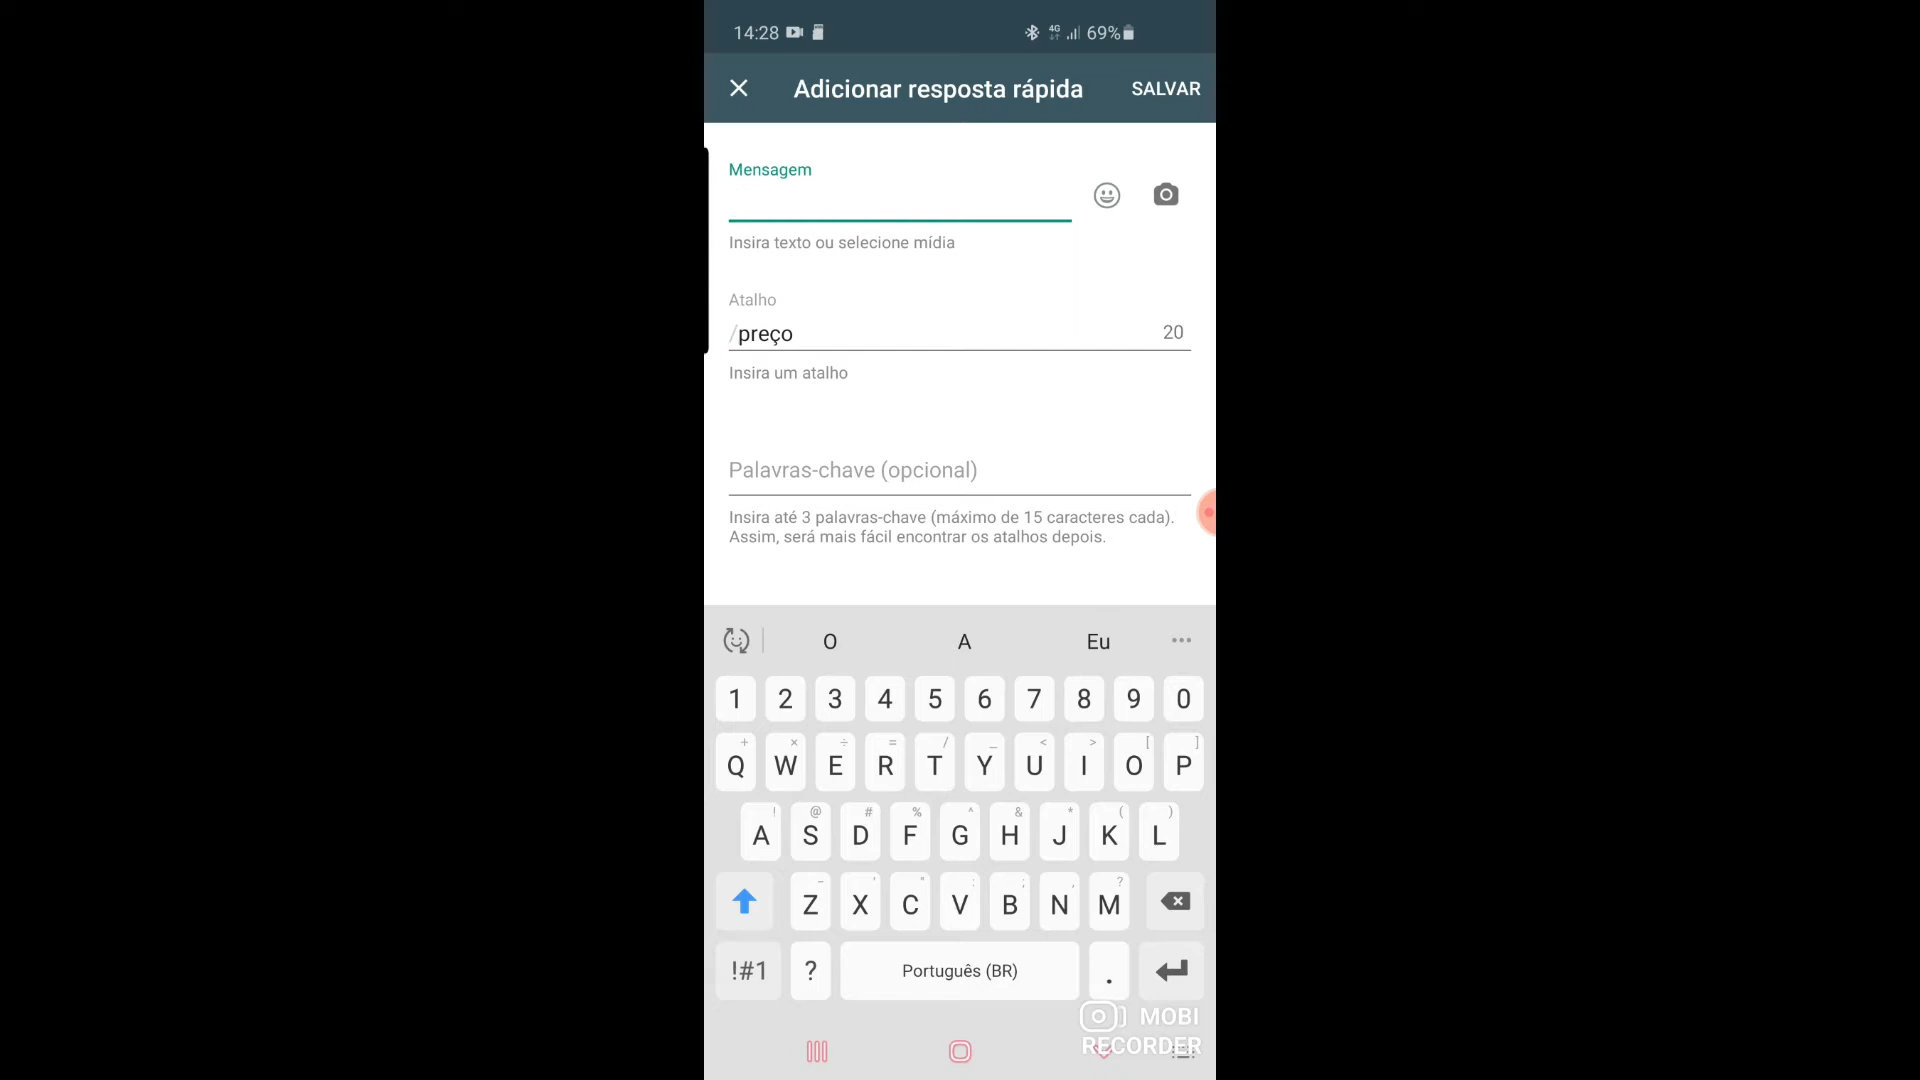 14:28 4G 69%
Adicionar resposta rápida SALVAR
Mensagem
Insira texto ou selecione mídia
Atalho
/preço 20
Insira um atalho
Palavras-chave (opcional)
Insira até 3 palavras-chave (máximo de 15 caracteres cada).
Assim, será mais fácil encontrar os atalhos depois.
O A Eu ...
1 2 3 4 5 6 7 8 9 0
+ × ÷ = / _ < > [ ]
Q W E R T Y U I O P
! @ # % ^ & * ( )
A S D F G H J K L
- ' " : ; , ?
Z X C V B N M
!#1 ? Português (BR) .
MOBI
RECORDER